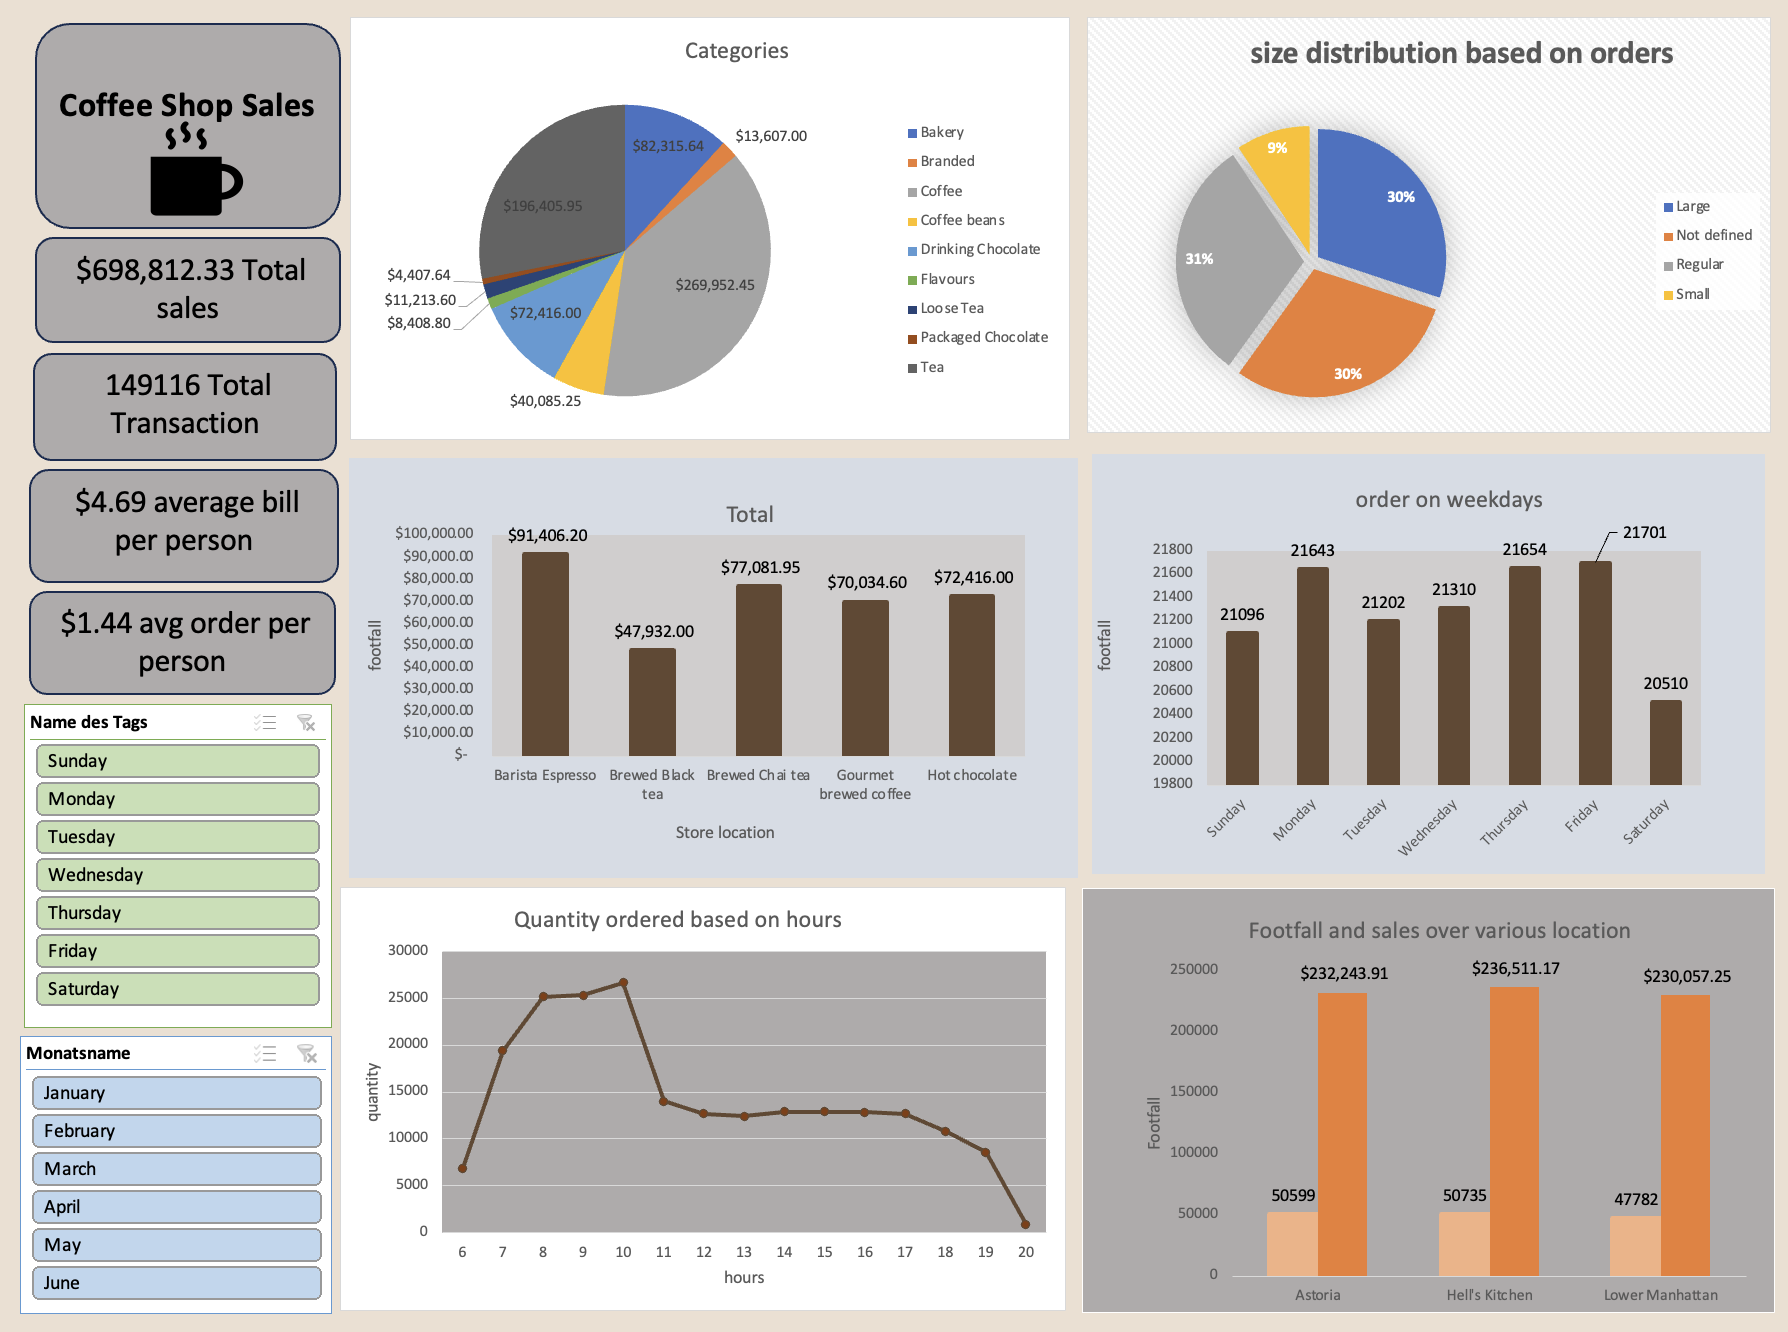 Coffee Shop Sales
$698,812.33 Total
sales
149116 Total
Transaction
$4.69 average bill
per person
$1.44 avg order per
person
Name des Tags
Sunday
Monday
Tuesday
Wednesday
Thursday
Friday
Saturday
Monatsname
January
February
March
April
May
June
Categories
$82,315.64
$13,607.00
$269,952.45
$40,085.25
$72,416.00
$8,408.80
$11,213.60
$4,407.64
$196,405.95
Bakery
Branded
Coffee
Coffee beans
Drinking Chocolate
Flavours
Loose Tea
Packaged Chocolate
Tea
size distribution based on orders
9%
30%
31%
30%
Large
Not defined
Regular
Small
Total
footfall
$100,000.00
$90,000.00
$80,000.00
$70,000.00
$60,000.00
$50,000.00
$40,000.00
$30,000.00
$20,000.00
$10,000.00
$-
$91,406.20
$47,932.00
$77,081.95
$70,034.60
$72,416.00
Barista Espresso
Brewed Black
tea
Brewed Chai tea
Gourmet
brewed coffee
Hot chocolate
Store location
order on weekdays
footfall
21800
21600
21400
21200
21000
20800
20600
20400
20200
20000
19800
21096
21643
21202
21310
21654
21701
20510
Sunday
Monday
Tuesday
Wednesday
Thursday
Friday
Saturday
Quantity ordered based on hours
quantity
30000
25000
20000
15000
10000
5000
0
6 7 8 9 10 11 12 13 14 15 16 17 18 19 20
hours
Footfall and sales over various location
Footfall
250000
200000
150000
100000
50000
0
$232,243.91
$236,511.17
$230,057.25
50599
50735
47782
Astoria
Hell's Kitchen
Lower Manhattan